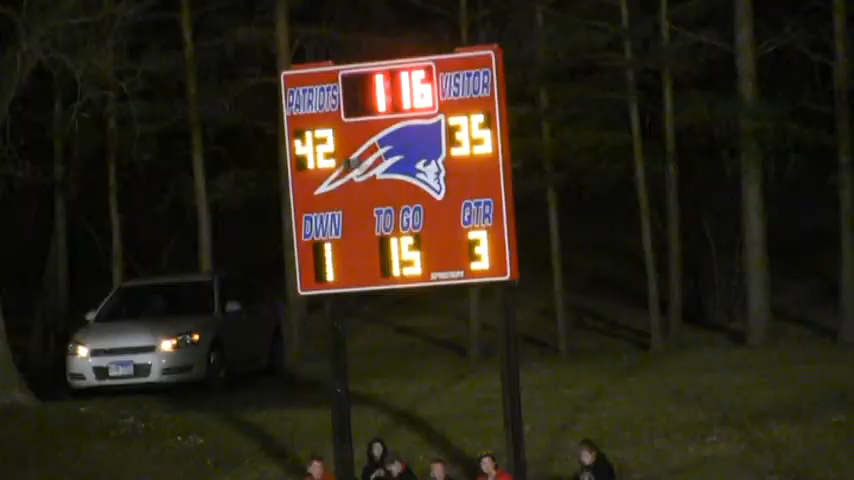 PATRIOTS 1 16 VISITOR
42 35
DWN TO GO QTR
1 15 3